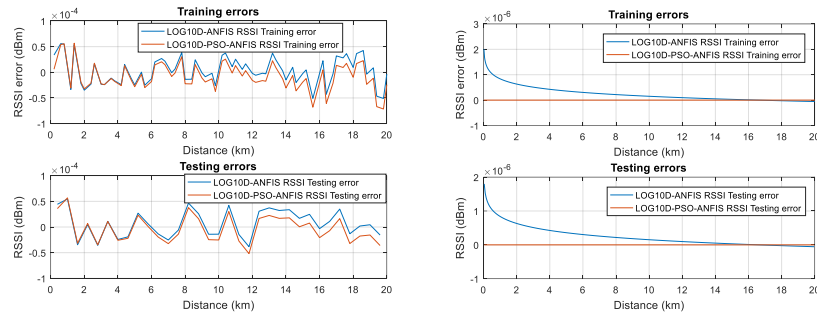 Training errors
×10-4
1
0.5
0
-0.5
-1
RSSI error (dBm)
LOG10D-ANFIS RSSI Training error
LOG10D-PSO-ANFIS RSSI Training error
0 2 4 6 8 10 12 14 16 18 20
Distance (km)
Testing errors
×10-4
1
0.5
0
-0.5
-1
RSSI (dBm)
LOG10D-ANFIS RSSI Testing error
LOG10D-PSO-ANFIS RSSI Testing error
0 2 4 6 8 10 12 14 16 18 20
Distance (km)
Training errors
×10-6
3
2
1
0
-1
RSSI error (dBm)
LOG10D-ANFIS RSSI Training error
LOG10D-PSO-ANFIS RSSI Training error
0 2 4 6 8 10 12 14 16 18 20
Distance (km)
Testing errors
×10-6
2
1
0
-1
RSSI (dBm)
LOG10D-ANFIS RSSI Testing error
LOG10D-PSO-ANFIS RSSI Testing error
0 2 4 6 8 10 12 14 16 18 20
Distance (km)